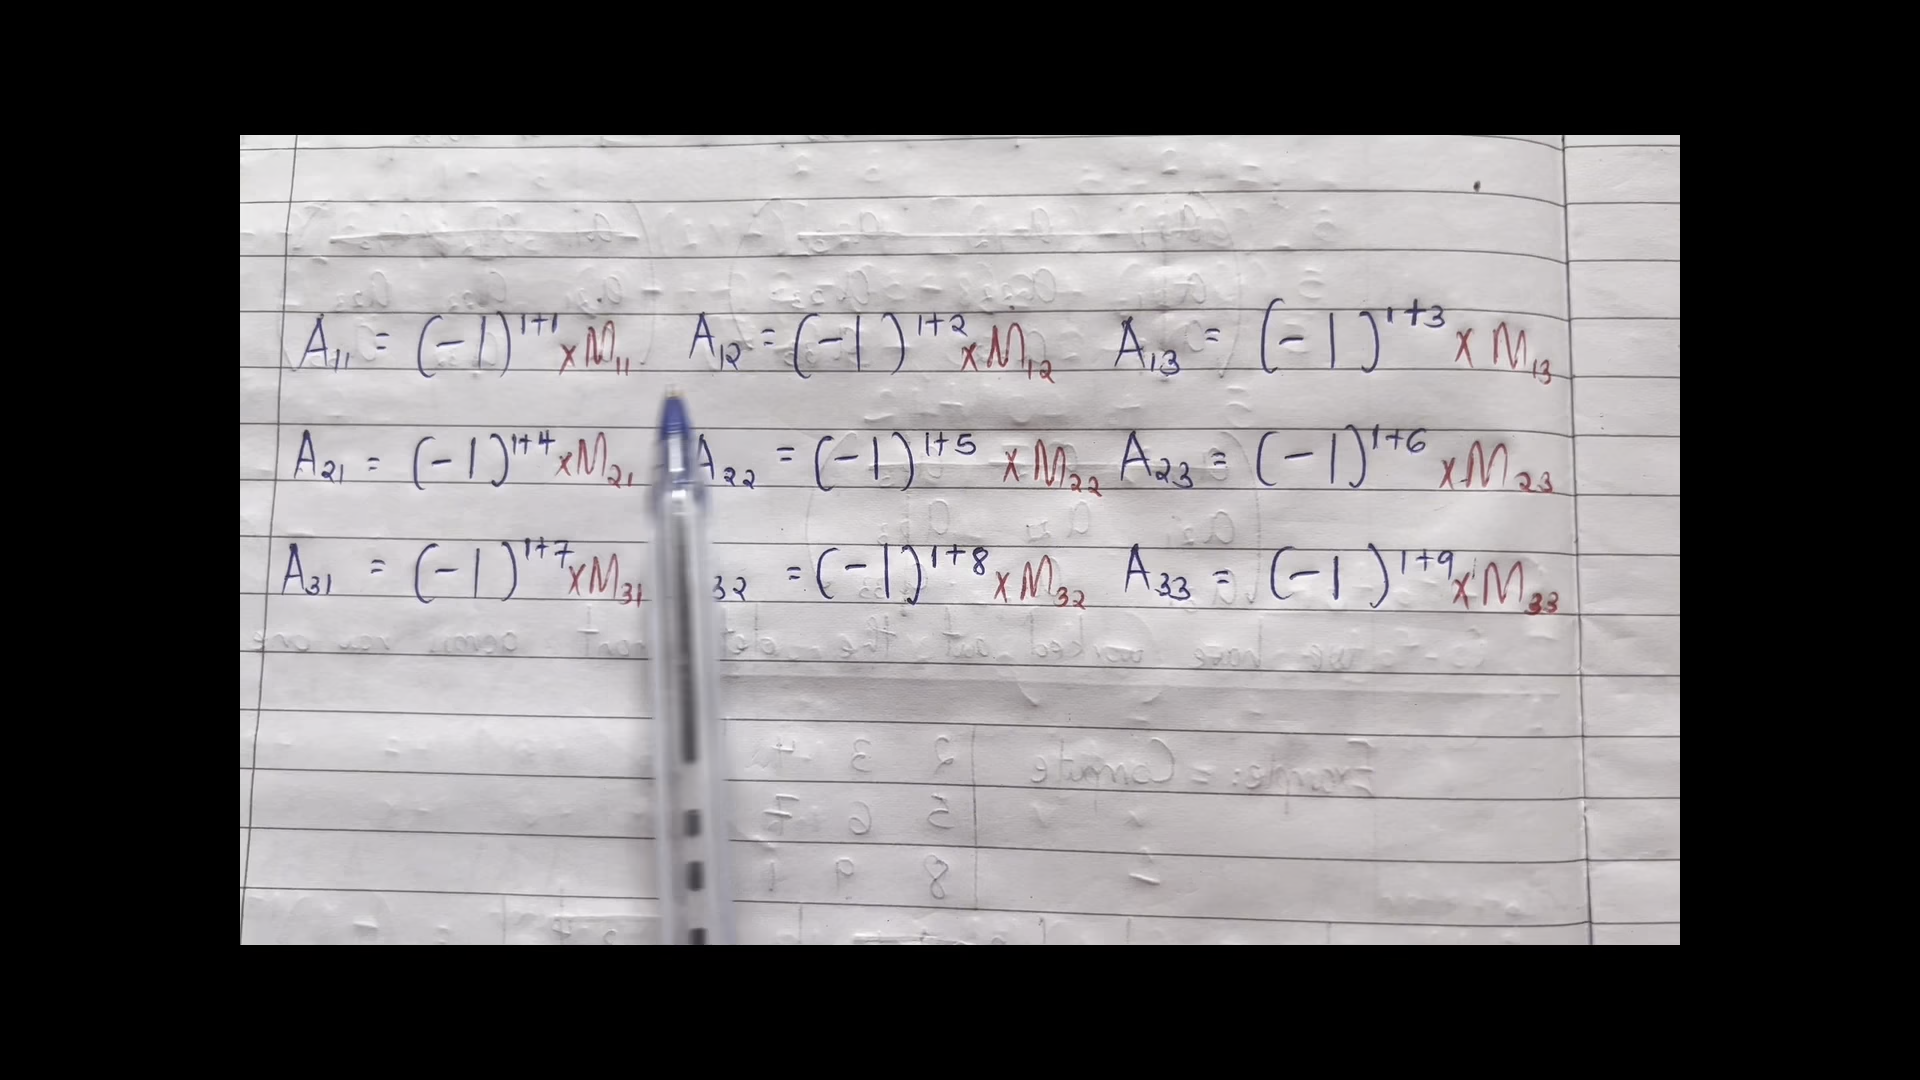 A₁₁ = (-1)¹⁺¹ × M₁₁ A₁₂ = (-1)¹⁺² × M₁₂ A₁₃ = (-1)¹⁺³ × M₁₃
A₂₁ = (-1)¹⁺⁴ × M₂₁ A₂₂ = (-1)¹⁺⁵ × M₂₂ A₂₃ = (-1)¹⁺⁶ × M₂₃
A₃₁ = (-1)¹⁺⁷ × M₃₁ ₃₂ = (-1)¹⁺⁸ × M₃₂ A₃₃ = (-1)¹⁺⁹ × M₃₃